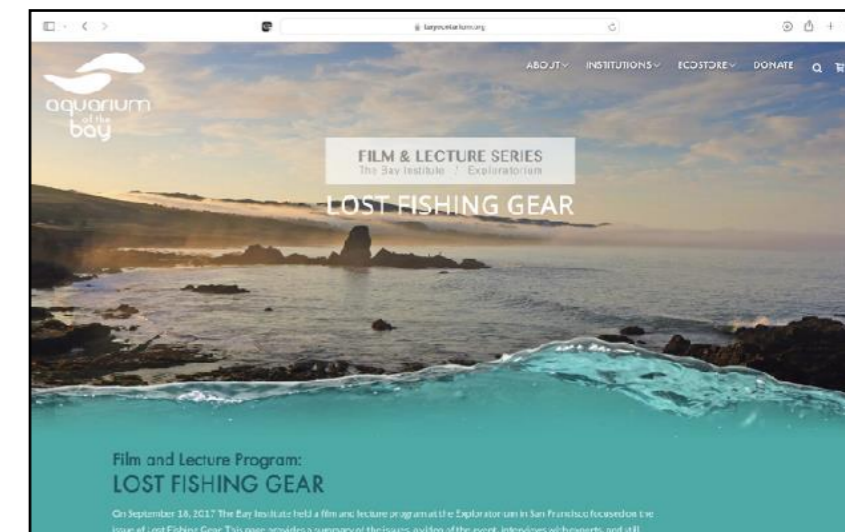 bayecotarium.org
ABOUT INSTITUTIONS ECOSTORE DONATE
aquarium
of the
bay
FILM & LECTURE SERIES
The Bay Institute / Exploratorium
LOST FISHING GEAR
Film and Lecture Program:
LOST FISHING GEAR
On September 18, 2017 The Bay Institute held a film and lecture program at the Exploratorium in San Francisco focused on the
issue of Lost Fishing Gear. This page provides a summary of the issues, a video of the event, interviews with experts, and still